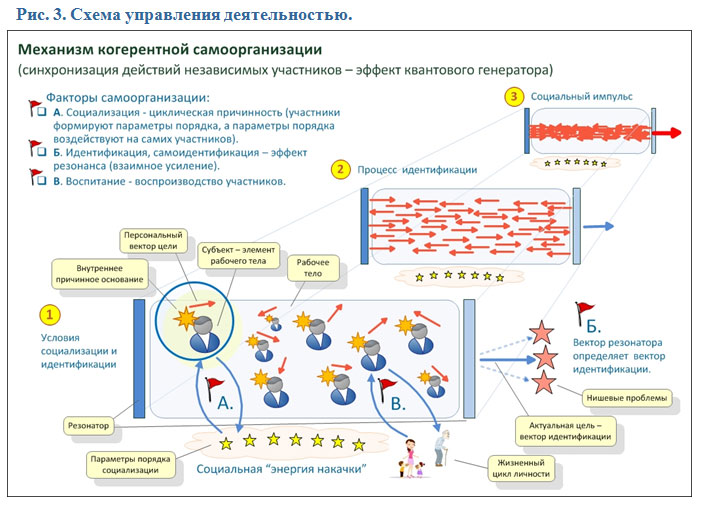 Рис. 3. Схема управления деятельностью.
Механизм когерентной самоорганизации
(синхронизация действий независимых участников – эффект квантового генератора)
Факторы самоорганизации:
А. Социализация - циклическая причинность (участники
формируют параметры порядка, а параметры порядка
воздействуют на самих участников).
Б. Идентификация, самоидентификация – эффект
резонанса (взаимное усиление).
В. Воспитание - воспроизводство участников.
3
Социальный импульс
2
Процесс идентификации
Персональный
вектор цели
Субъект – элемент
рабочего тела
Рабочее
тело
Внутреннее
причинное основание
1
Условия
социализации и
идентификации
Б.
Вектор резонатора
определяет вектор
идентификации.
А.
В.
Нишевые проблемы
Резонатор
Актуальная цель –
вектор идентификации
Параметры порядка
социализации
Социальная “энергия накачки”
Жизненный
цикл личности